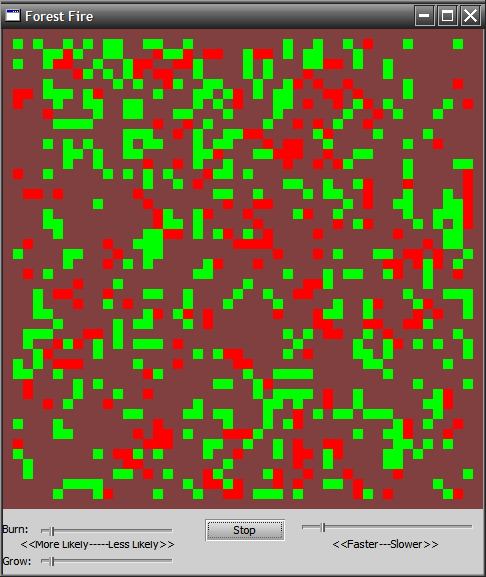 Forest Fire
Burn:
Stop
<<More Likely-----Less Likely>>
<<Faster---Slower>>
Grow: